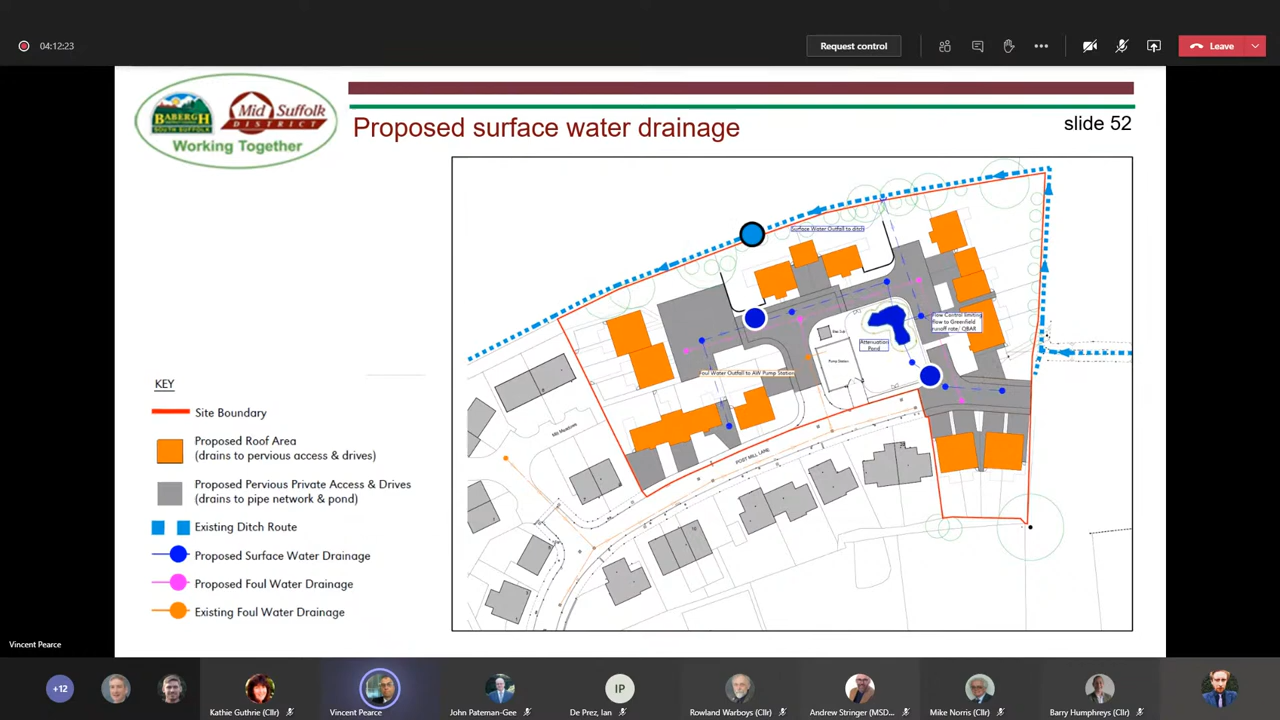 04:12:23
Request control
Leave
BABERGH
SOUTH SUFFOLK
Mid Suffolk
DISTRICT
Working Together
Proposed surface water drainage
slide 52
Surface Water Outfall to ditch
Flow Control limiting
flow to Greenfield
runoff rate, QBAR
Attenuation
Pond
Pump Station
Foul Water Outfall to AW Pump Station
POST MILL LANE
KEY
Site Boundary
Proposed Roof Area
(drains to pervious access & drives)
Proposed Pervious Private Access & Drives
(drains to pipe network & pond)
Existing Ditch Route
Proposed Surface Water Drainage
Proposed Foul Water Drainage
Existing Foul Water Drainage
Vincent Pearce
+12
Kathie Guthrie (Cllr)
Vincent Pearce
John Pateman-Gee
IP
De Prez, Ian
Rowland Warboys (Cllr)
Andrew Stringer (MSD...
Mike Norris (Cllr)
Barry Humphreys (Cllr)